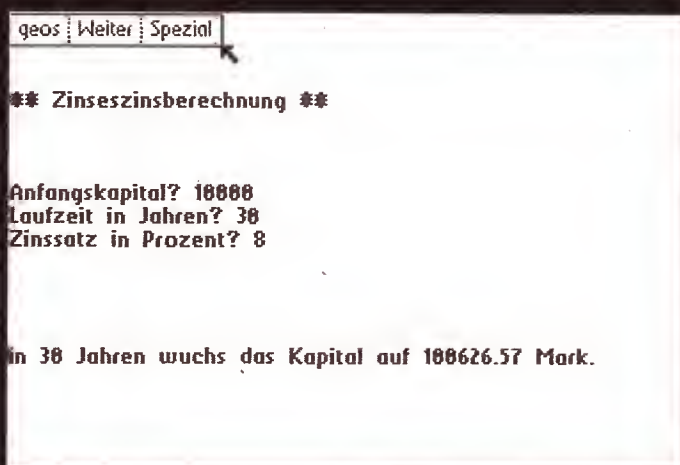 geos Weiter Spezial
** Zinseszinsberechnung **
Anfangskapital? 10000
Laufzeit in Jahren? 30
Zinssatz in Prozent? 8
in 30 Jahren wuchs das Kapital auf 100626.57 Mark.